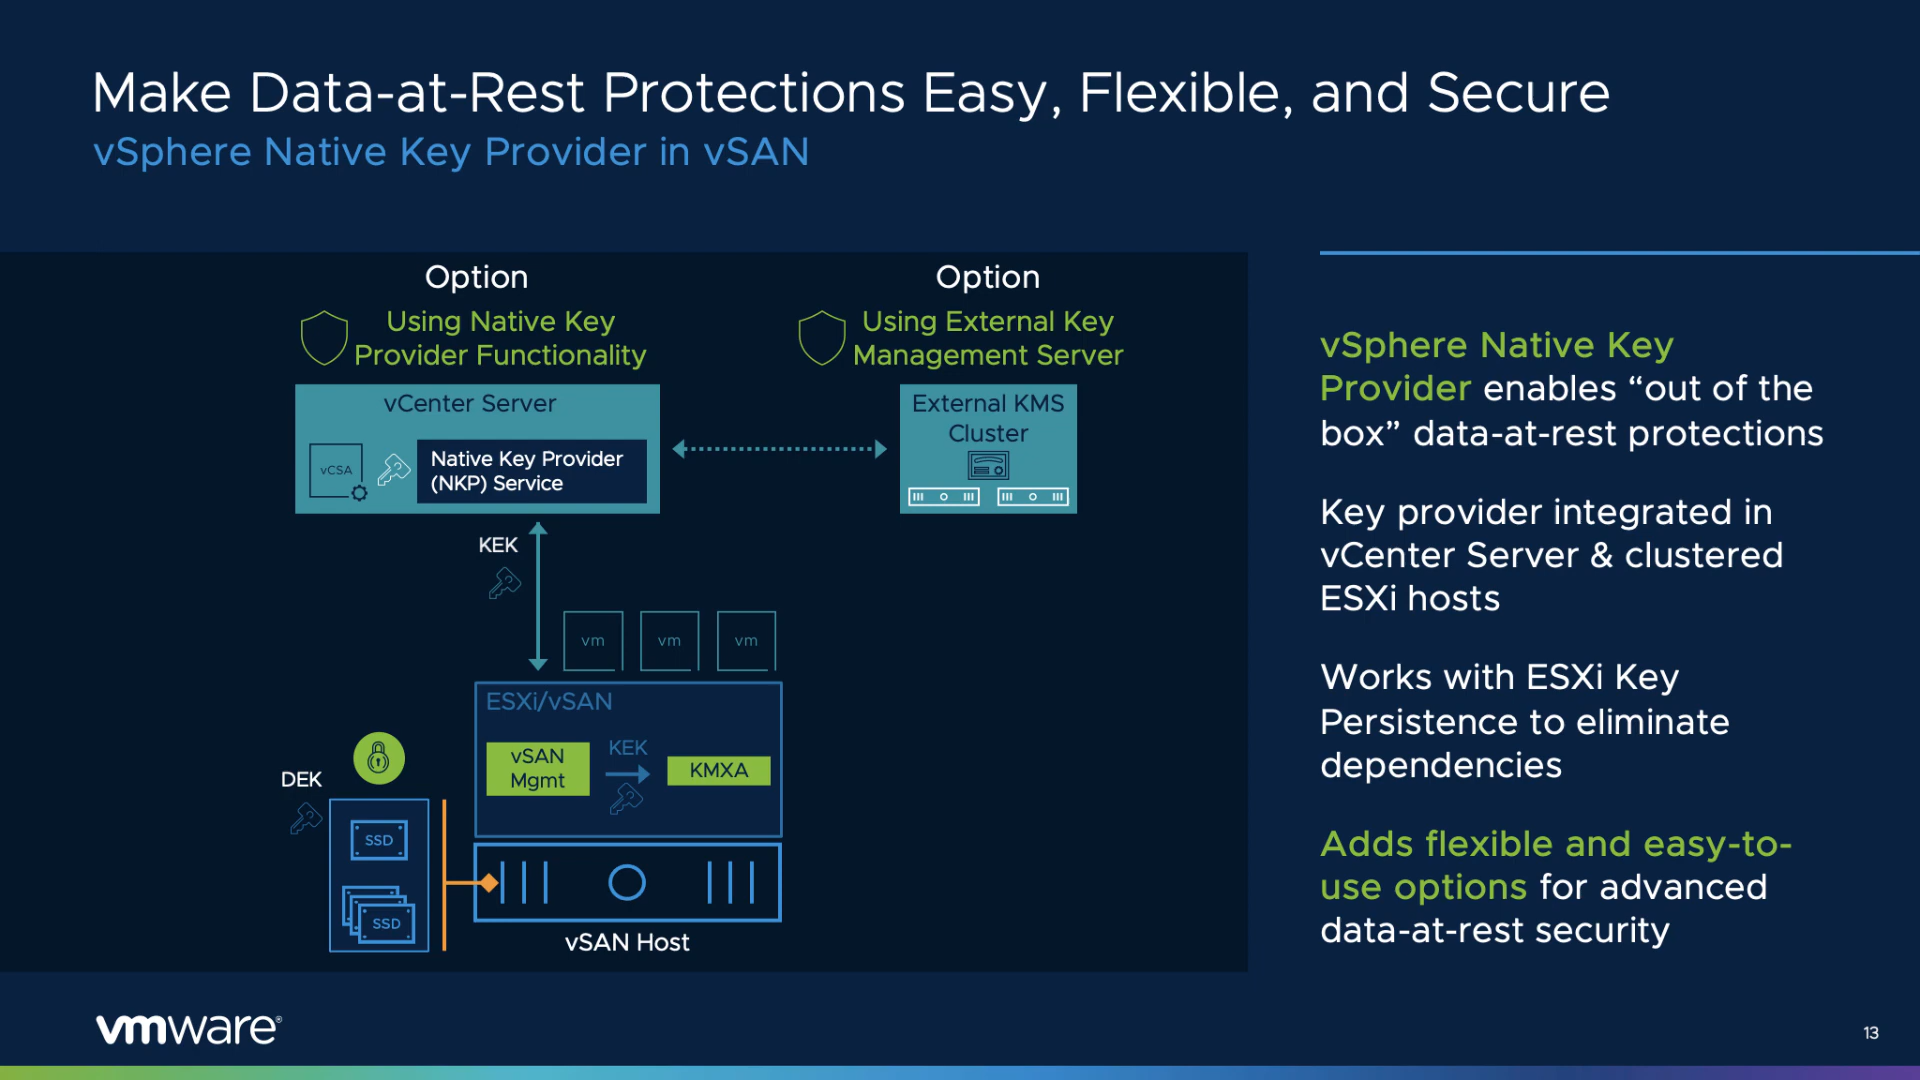 Make Data-at-Rest Protections Easy, Flexible, and Secure
vSphere Native Key Provider in vSAN
Option
Using Native Key
Provider Functionality
Option
Using External Key
Management Server
vCenter Server
vCSA
Native Key Provider
(NKP) Service
External KMS
Cluster
KEK
vm
vm
vm
ESXi/vSAN
vSAN
Mgmt
KEK
KMXA
DEK
SSD
SSD
vSAN Host
vSphere Native Key
Provider enables “out of the
box” data-at-rest protections
Key provider integrated in
vCenter Server & clustered
ESXi hosts
Works with ESXi Key
Persistence to eliminate
dependencies
Adds flexible and easy-to-
use options for advanced
data-at-rest security
vmware®
13